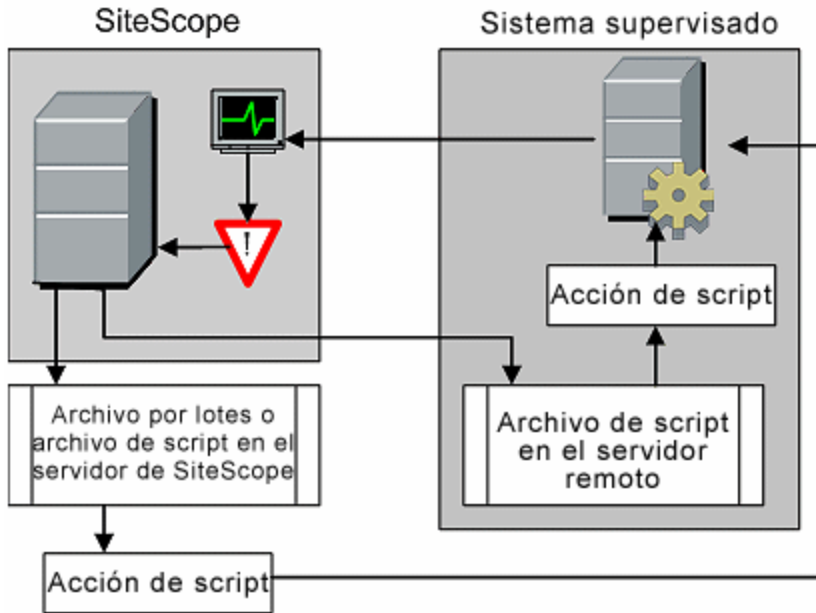 SiteScope
Sistema supervisado
!
Acción de script
Archivo por lotes o
archivo de script en el
servidor de SiteScope
Archivo de script
en el servidor
remoto
Acción de script